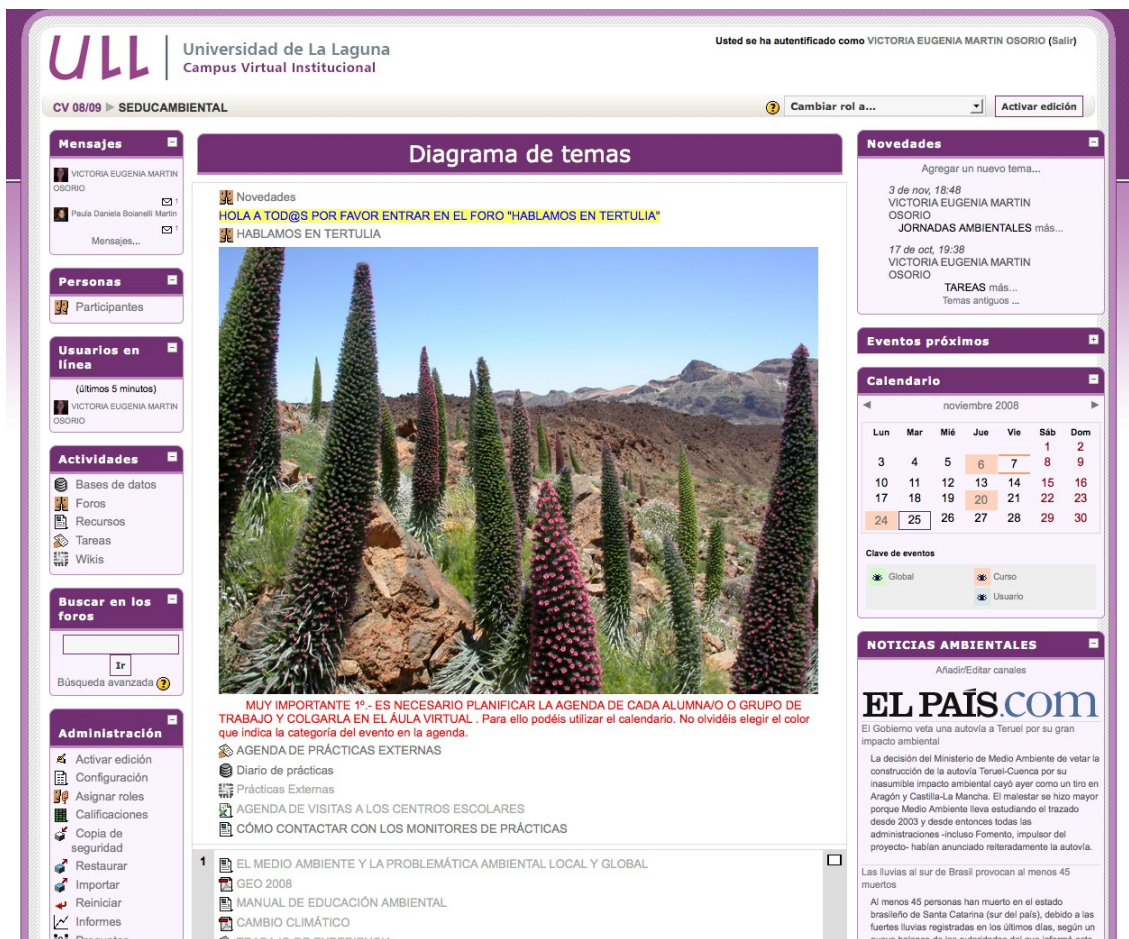 ULL
Universidad de La Laguna
Campus Virtual Institucional
Usted se ha autentificado como VICTORIA EUGENIA MARTIN OSORIO (Salir)
CV 08/09 ► SEDUCAMBIENTAL
Cambiar rol a...
Activar edición
Mensajes
VICTORIA EUGENIA MARTIN
OSORIO
1
Paula Daniela Boianelli Martin
1
Mensajes...
Personas
Participantes
Usuarios en
línea
(últimos 5 minutos)
VICTORIA EUGENIA MARTIN
OSORIO
Actividades
Bases de datos
Foros
Recursos
Tareas
Wikis
Buscar en los
foros
Ir
Búsqueda avanzada
Administración
Activar edición
Configuración
Asignar roles
Calificaciones
Copia de
seguridad
Restaurar
Importar
Reiniciar
Informes
Preguntas
Diagrama de temas
Novedades
HOLA A TOD@S POR FAVOR ENTRAR EN EL FORO "HABLAMOS EN TERTULIA"
HABLAMOS EN TERTULIA
MUY IMPORTANTE 1º.- ES NECESARIO PLANIFICAR LA AGENDA DE CADA ALUMNA/O O GRUPO DE
TRABAJO Y COLGARLA EN EL ÁULA VIRTUAL . Para ello podéis utilizar el calendario. No olvidéis elegir el color
que indica la categoría del evento en la agenda.
AGENDA DE PRÁCTICAS EXTERNAS
Diario de prácticas
Prácticas Externas
AGENDA DE VISITAS A LOS CENTROS ESCOLARES
CÓMO CONTACTAR CON LOS MONITORES DE PRÁCTICAS
1
EL MEDIO AMBIENTE Y LA PROBLEMÁTICA AMBIENTAL LOCAL Y GLOBAL
GEO 2008
MANUAL DE EDUCACIÓN AMBIENTAL
CAMBIO CLIMÁTICO
Novedades
Agregar un nuevo tema...
3 de nov, 18:48
VICTORIA EUGENIA MARTIN
OSORIO
JORNADAS AMBIENTALES más...
17 de oct, 19:38
VICTORIA EUGENIA MARTIN
OSORIO
TAREAS más...
Temas antiguos ...
Eventos próximos
Calendario
◄ noviembre 2008 ►
Lun Mar Mié Jue Vie Sáb Dom
1 2
3 4 5 6 7 8 9
10 11 12 13 14 15 16
17 18 19 20 21 22 23
24 25 26 27 28 29 30
Clave de eventos
Global Curso
Usuario
NOTICIAS AMBIENTALES
Añadir/Editar canales
EL PAÍS.com
El Gobierno veta una autovía a Teruel por su gran
impacto ambiental
La decisión del Ministerio de Medio Ambiente de vetar la
construcción de la autovía Teruel-Cuenca por su
inasumible impacto ambiental cayó ayer como un tiro en
Aragón y Castilla-La Mancha. El malestar se hizo mayor
porque Medio Ambiente lleva estudiando el trazado
desde 2003 y desde entonces todas las
administraciones -incluso Fomento, impulsor del
proyecto- habían anunciado reiteradamente la autovía.
Las lluvias al sur de Brasil provocan al menos 45
muertos
Al menos 45 personas han muerto en el estado
brasileño de Santa Catarina (sur del país), debido a las
fuertes lluvias registradas en los últimos días, según un